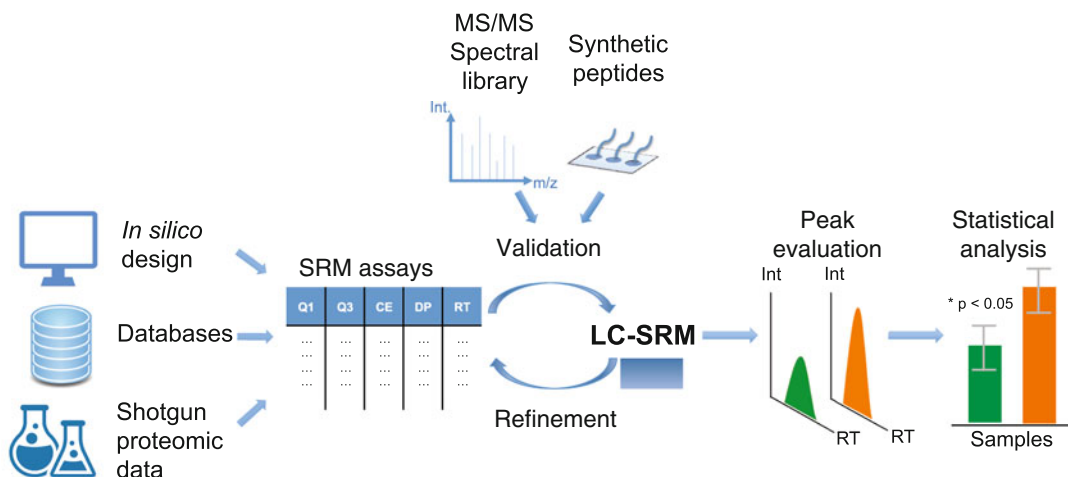 MS/MS
Spectral
library
Synthetic
peptides
Int.
m/z
In silico
design
Databases
Shotgun
proteomic
data
SRM assays
Q1 Q3 CE DP RT
... ... ... ... ...
... ... ... ... ...
... ... ... ... ...
... ... ... ... ...
Validation
LC-SRM
Refinement
Peak
evaluation
Int
Int
RT
RT
Statistical
analysis
* p < 0.05
Samples